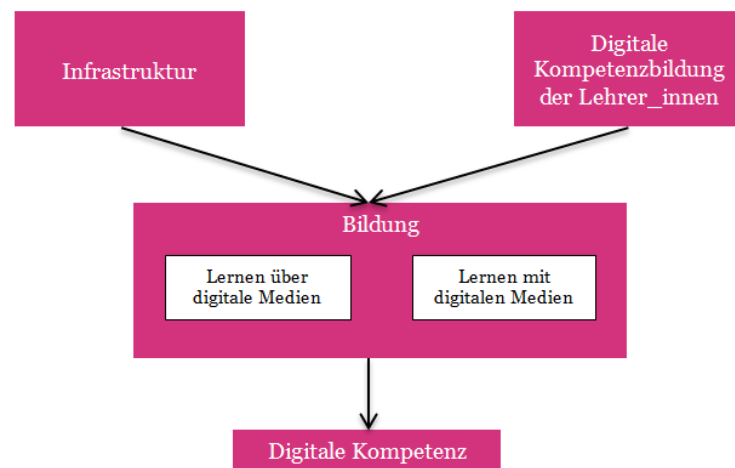 Infrastruktur
Digitale
Kompetenzbildung
der Lehrer_innen
Bildung
Lernen über
digitale Medien
Lernen mit
digitalen Medien
Digitale Kompetenz